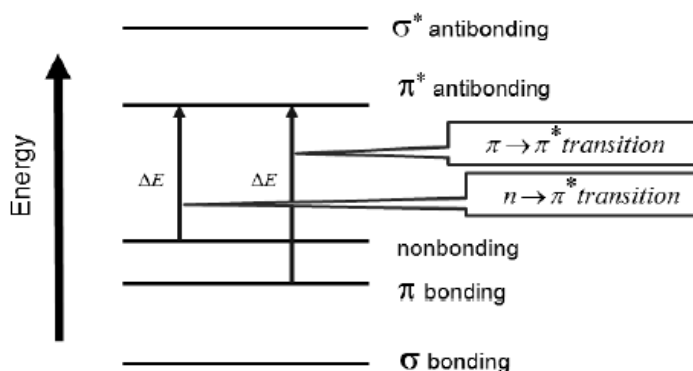 σ* antibonding
π* antibonding
π → π* transition
ΔE
ΔE
n → π* transition
Energy
nonbonding
π bonding
σ bonding